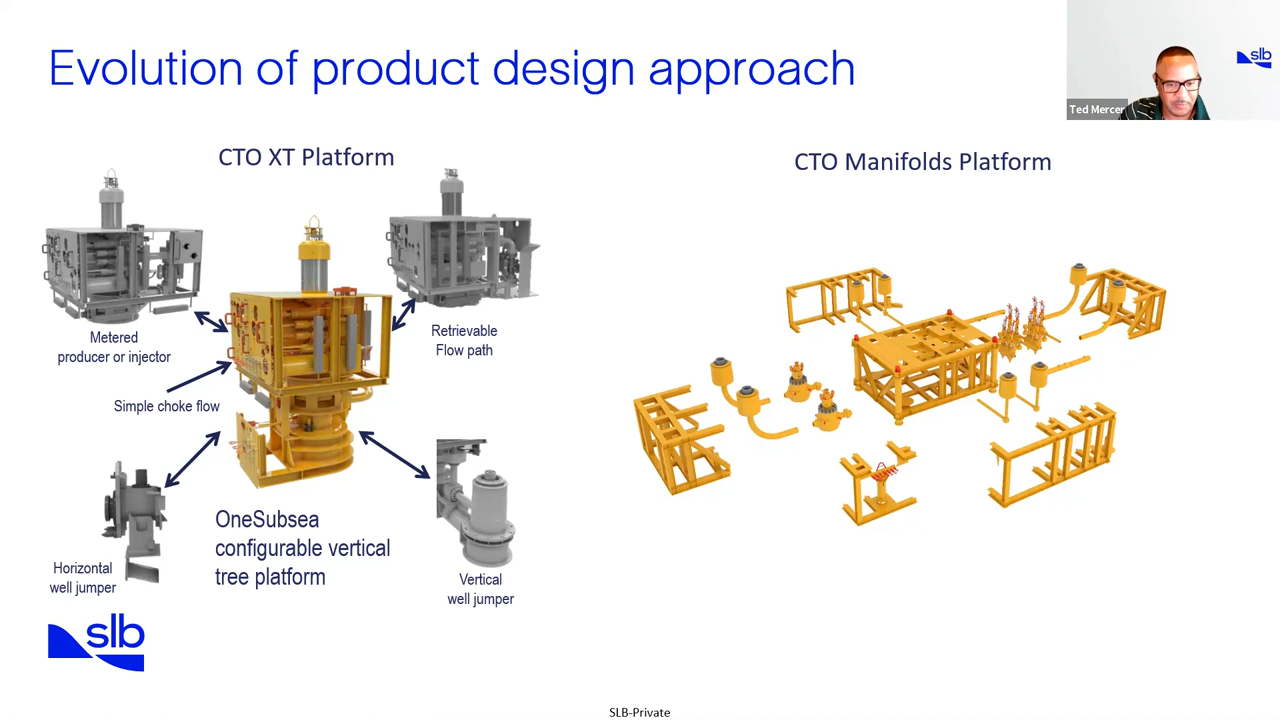 Evolution of product design approach
slb
Ted Mercer
CTO XT Platform
CTO Manifolds Platform
Metered
producer or injector
Retrievable
Flow path
Simple choke flow
OneSubsea
configurable vertical
tree platform
Horizontal
well jumper
Vertical
well jumper
slb
SLB-Private